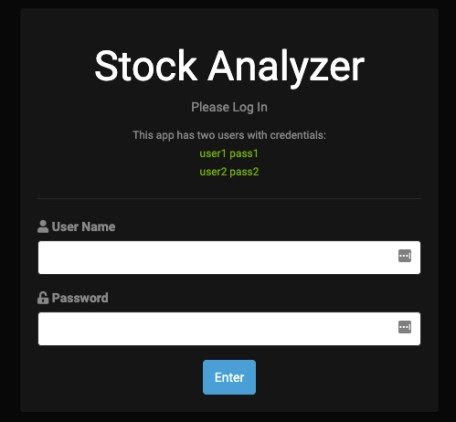 Stock Analyzer
Please Log In
This app has two users with credentials:
user1 pass1
user2 pass2
User Name
Password
Enter